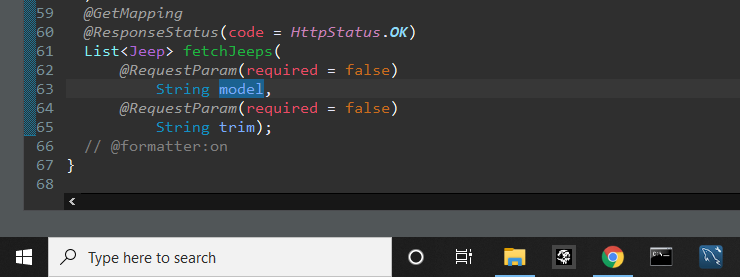 59 @GetMapping
60 @ResponseStatus(code = HttpStatus.OK)
61 List<Jeep> fetchJeeps(
62 @RequestParam(required = false)
63 String model,
64 @RequestParam(required = false)
65 String trim);
66 // @formatter:on
67 }
68
Type here to search